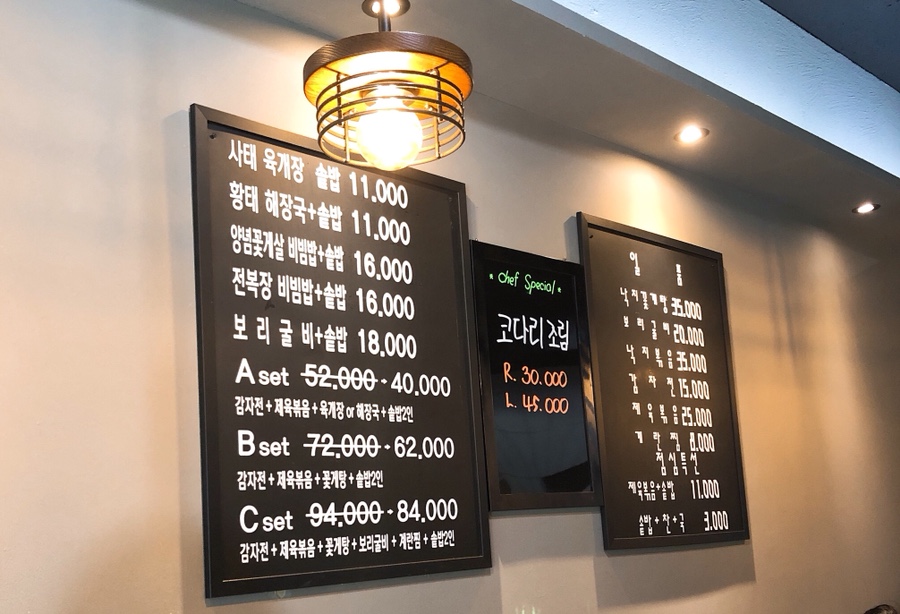 사태 육개장 솥밥 11.000
황태 해장국+솥밥 11.000
양념꽃게살 비빔밥+솥밥 16.000
전복장 비빔밥+솥밥 16.000
보 리 굴 비+솥밥 18.000
A set 52.000 - 40.000
감자전 + 제육볶음 + 육개장 or 해장국 + 솥밥2인
B set 72.000 - 62,000
감자전 + 제육볶음 + 꽃게탕 + 솥밥2인
C set 94.000 - 84,000
감자전 + 제육볶음 + 꽃게탕 + 보리굴비 + 계란찜 + 솥밥2인
* chef Special *
코다리 조림
R. 30.000
L. 45.000
일 품
낙지꽃게탕 35.000
보 리 굴 비 20.000
낙 지 볶 음 35.000
감 자 전 15.000
제 육 볶 음 25.000
계 란 찜 8.000
점심특선
제육볶음+솥밥 11.000
솥밥+찬+국 3.000